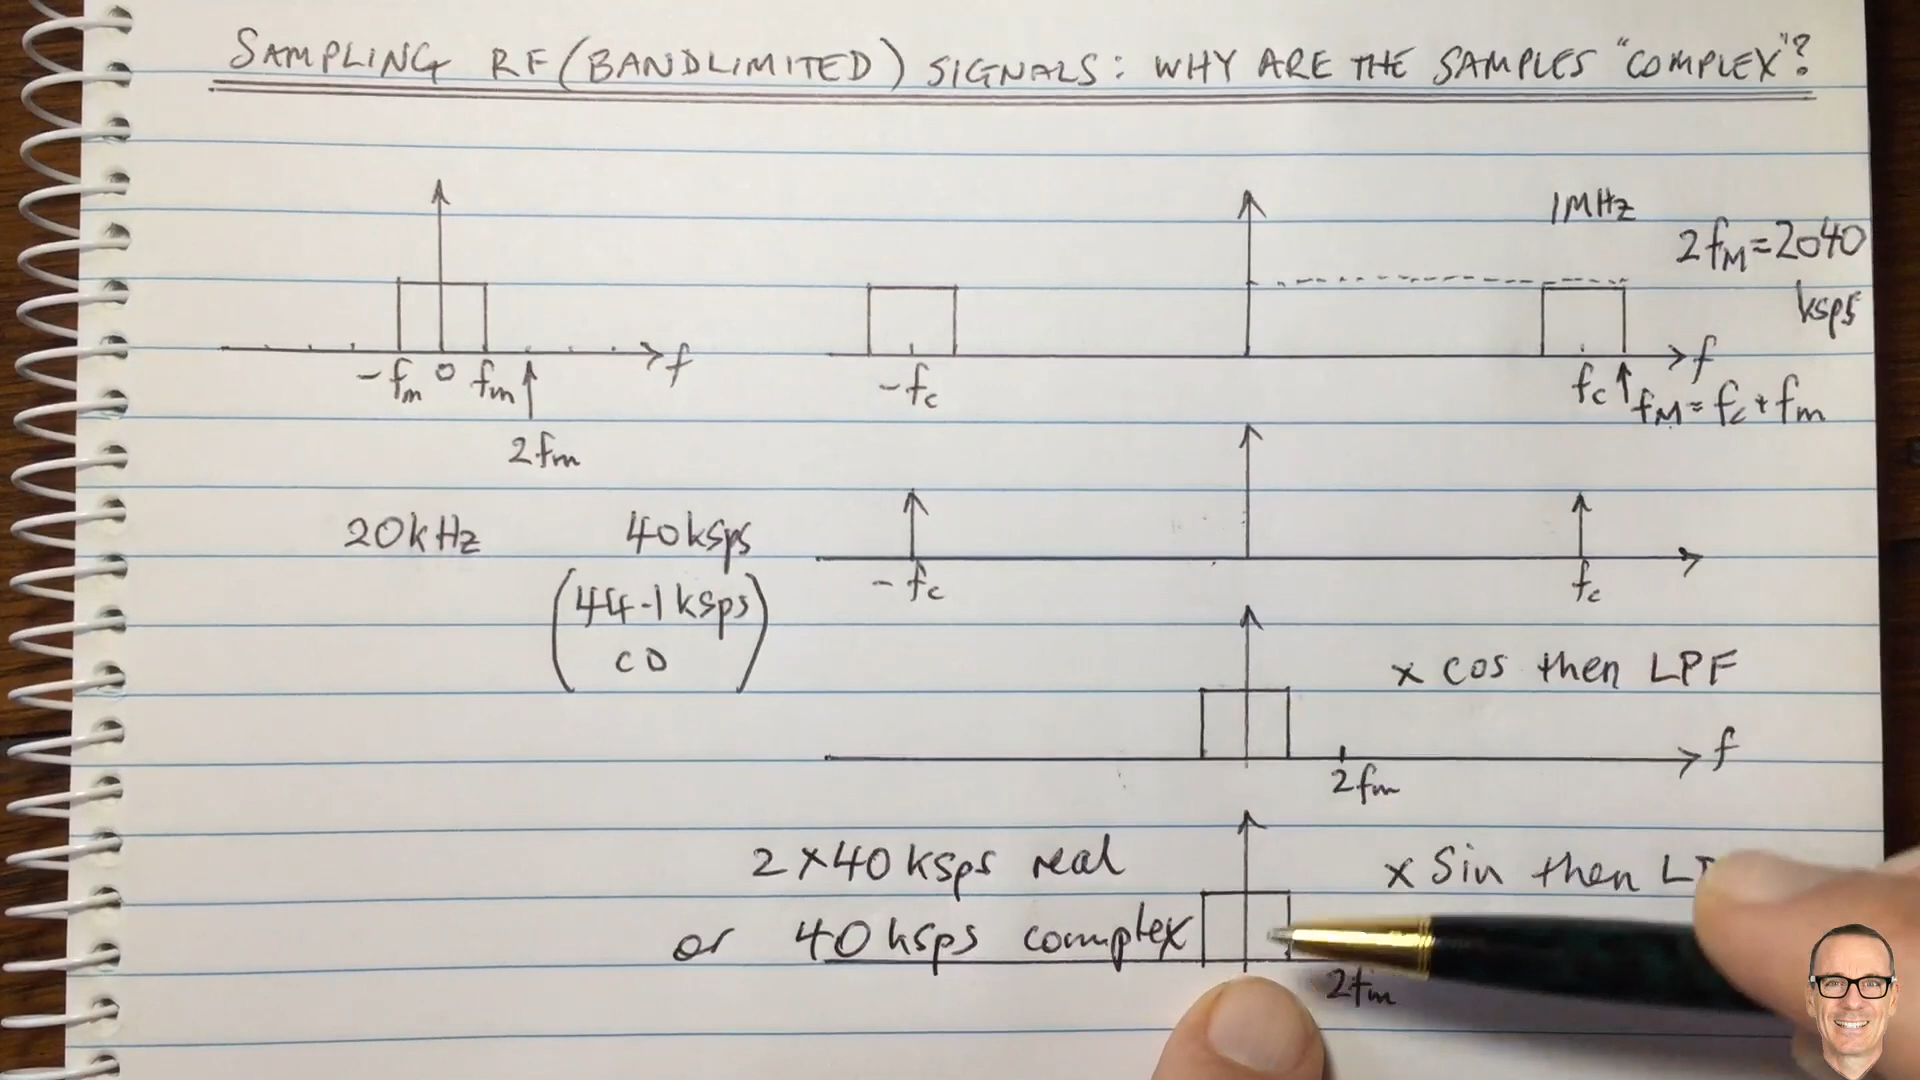 SAMPLING RF (BANDLIMITED) SIGNALS: WHY ARE THE SAMPLES "COMPLEX"?
1MHz
2fM = 2040
ksps
-fm 0 fm
f
2fm
-fc
fc
f
fM = fc + fm
20kHz
40ksps
(44.1ksps)
CD
-fc
fc
x cos then LPF
f
2fm
2x40ksps real
or 40ksps complex
x sin then
2fm